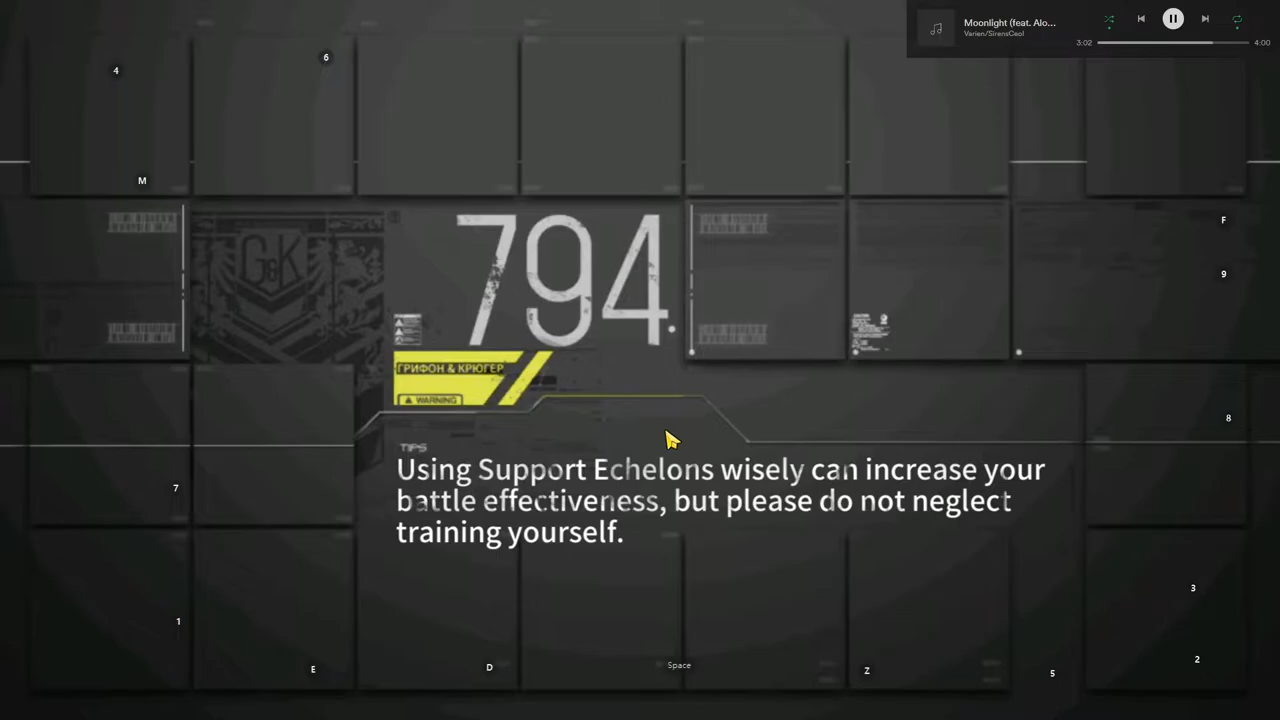 Moonlight (feat. Alo...
Varien/SirensCeol
3:02
4:00
6
4
M
G&K
794.
F
9
ГРИФОН & КРЮГЕР
WARNING
8
TIPS
Using Support Echelons wisely can increase your
battle effectiveness, but please do not neglect
training yourself.
7
3
1
2
E
D
Space
Z
5